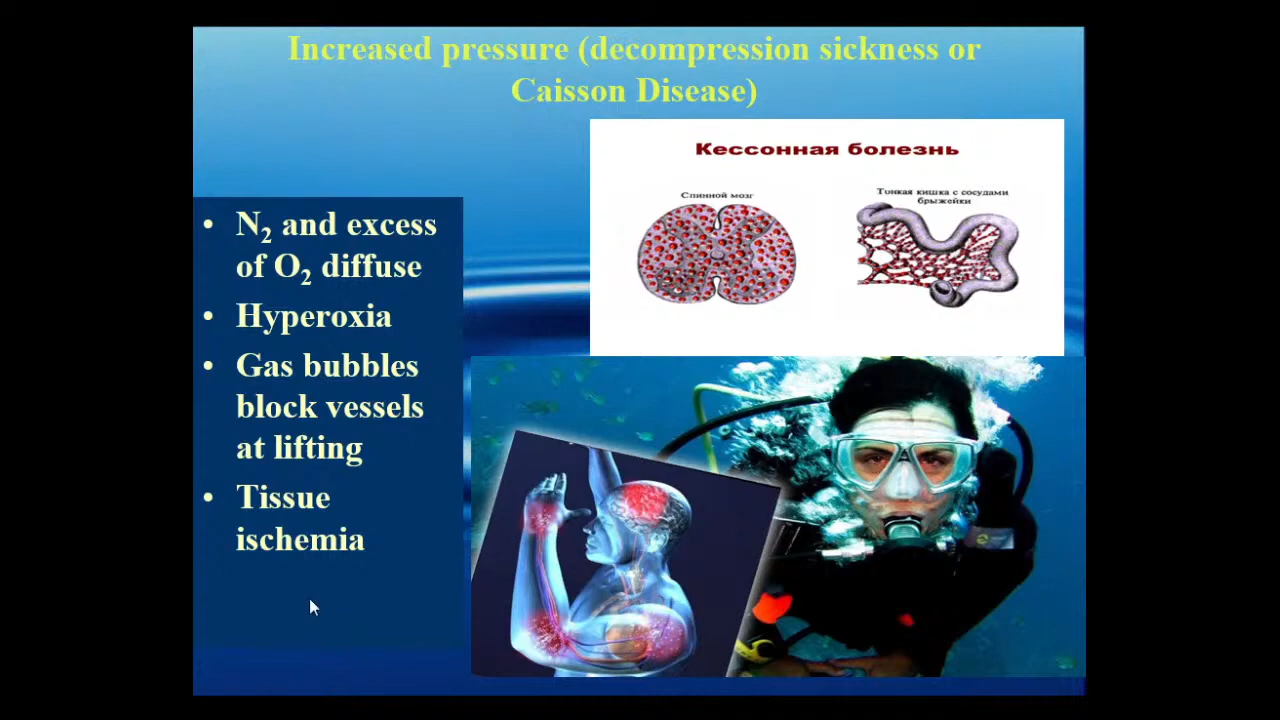 Increased pressure (decompression sickness or
Caisson Disease)
Кессонная болезнь
Спинной мозг
Тонкая кишка с сосудами
брыжейки
• N₂ and excess
of O₂ diffuse
• Hyperoxia
• Gas bubbles
block vessels
at lifting
• Tissue
ischemia